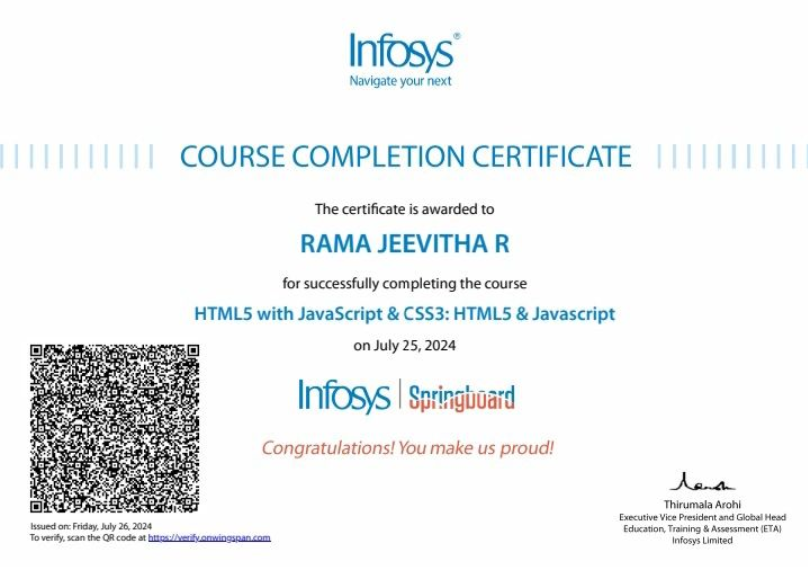 Infosys®
Navigate your next
COURSE COMPLETION CERTIFICATE
The certificate is awarded to
RAMA JEEVITHA R
for successfully completing the course
HTML5 with JavaScript & CSS3: HTML5 & Javascript
on July 25, 2024
Infosys | Springboard
Congratulations! You make us proud!
Thirumala Arohi
Executive Vice President and Global Head
Education, Training & Assessment (ETA)
Infosys Limited
Issued on: Friday, July 26, 2024
To verify, scan the QR code at https://verify.onwingspan.com